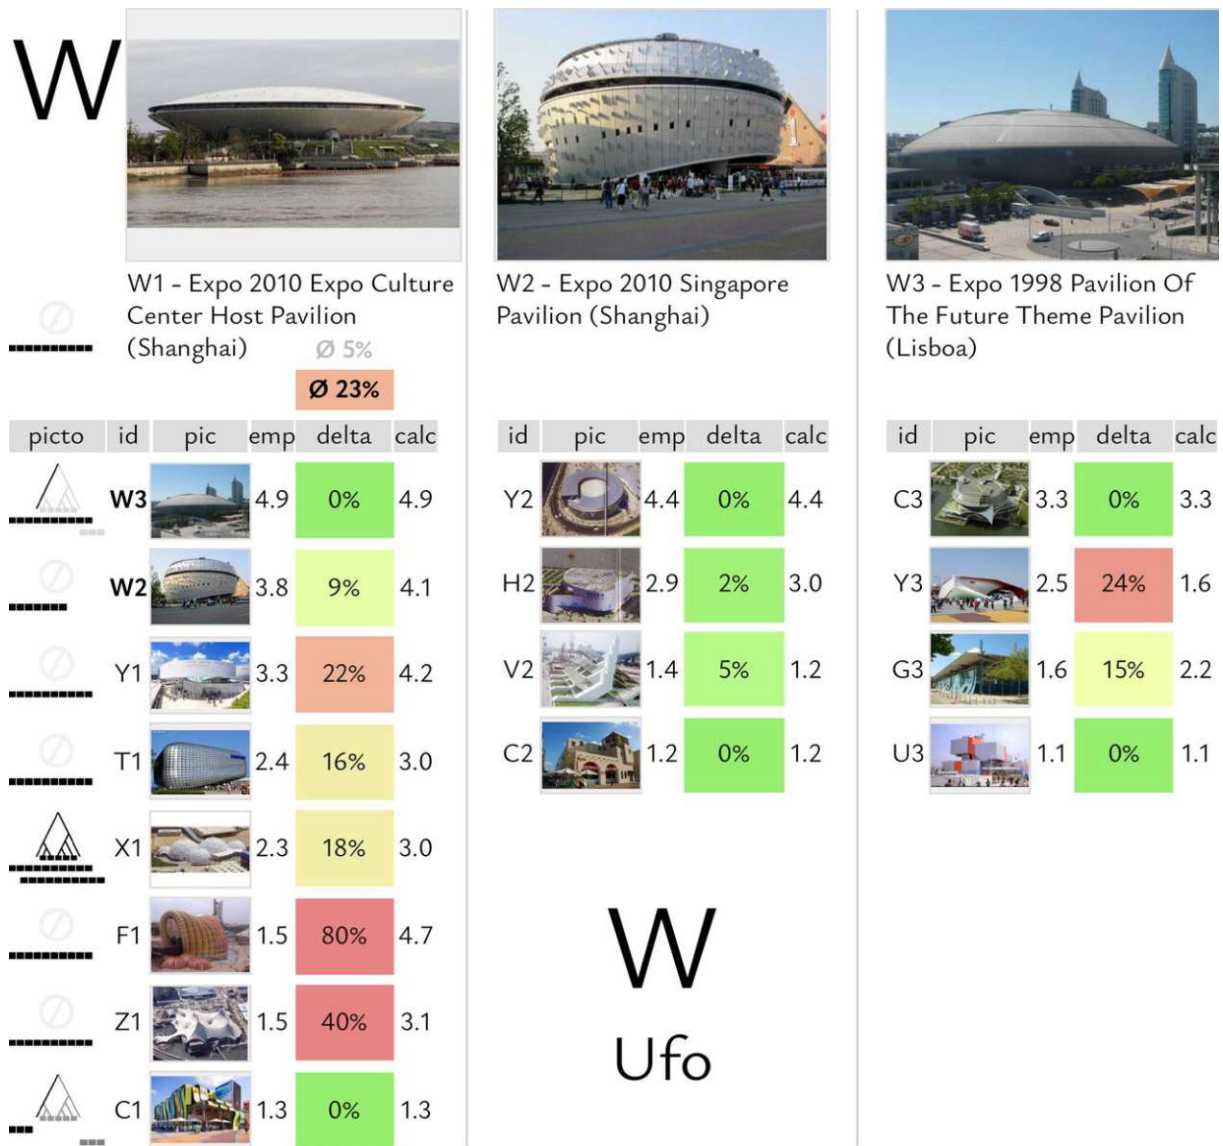 W
W1 - Expo 2010 Expo Culture
Center Host Pavilion
(Shanghai)
Ø 5%
Ø 23%
picto id pic emp delta calc
W3 4.9 0% 4.9
W2 3.8 9% 4.1
Y1 3.3 22% 4.2
T1 2.4 16% 3.0
X1 2.3 18% 3.0
F1 1.5 80% 4.7
Z1 1.5 40% 3.1
C1 1.3 0% 1.3
W2 - Expo 2010 Singapore
Pavilion (Shanghai)
id pic emp delta calc
Y2 4.4 0% 4.4
H2 2.9 2% 3.0
V2 1.4 5% 1.2
C2 1.2 0% 1.2
W
Ufo
W3 - Expo 1998 Pavilion Of
The Future Theme Pavilion
(Lisboa)
id pic emp delta calc
C3 3.3 0% 3.3
Y3 2.5 24% 1.6
G3 1.6 15% 2.2
U3 1.1 0% 1.1